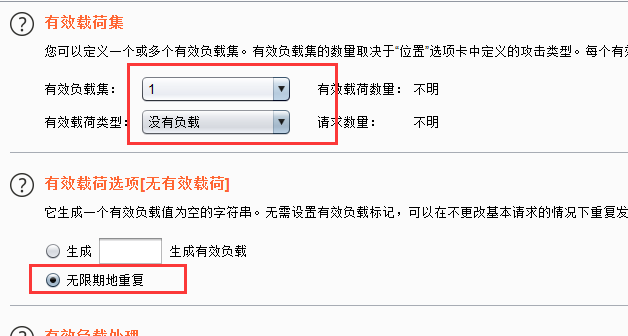 有效载荷集
您可以定义一个或多个有效负载集。有效负载集的数量取决于“位置”选项卡中定义的攻击类型。每个有效
有效负载集： 1 有效载荷数量： 不明
有效载荷类型： 没有负载 请求数量： 不明
有效载荷选项[无有效载荷]
它生成一个有效负载值为空的字符串。无需设置有效负载标记，可以在不更改基本请求的情况下重复发
生成 生成有效负载
无限期地重复
有效负载处理